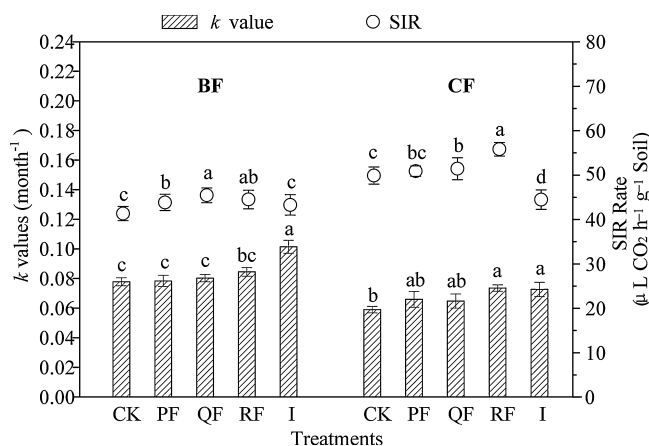 k value SIR
0.24
0.22
0.20
0.18
0.16
0.14
0.12
0.10
0.08
0.06
0.04
0.02
0.00
k values (month⁻¹)
BF CF
c b a ab c
c c c bc a
c bc b a d
b ab ab a a
80
70
60
50
40
30
20
10
0
SIR Rate
(μ L CO₂ h⁻¹ g⁻¹ Soil)
CK PF QF RF I CK PF QF RF I
Treatments